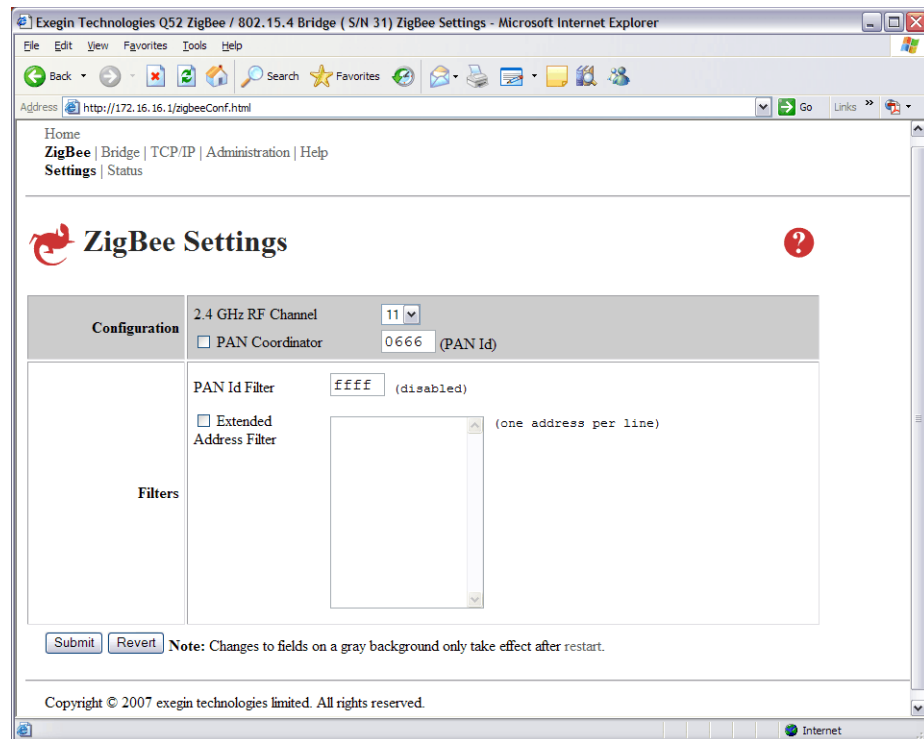 Exegin Technologies Q52 ZigBee / 802.15.4 Bridge ( S/N 31) ZigBee Settings - Microsoft Internet Explorer
File Edit View Favorites Tools Help
Back Search Favorites
Address http://172.16.16.1/zigbeeConf.html Go Links »
Home
ZigBee | Bridge | TCP/IP | Administration | Help
Settings | Status
ZigBee Settings ?
Configuration
2.4 GHz RF Channel 11
PAN Coordinator 0666 (PAN Id)
Filters
PAN Id Filter ffff (disabled)
Extended (one address per line)
Address Filter
Submit Revert Note: Changes to fields on a gray background only take effect after restart.
Copyright © 2007 exegin technologies limited. All rights reserved.
Internet